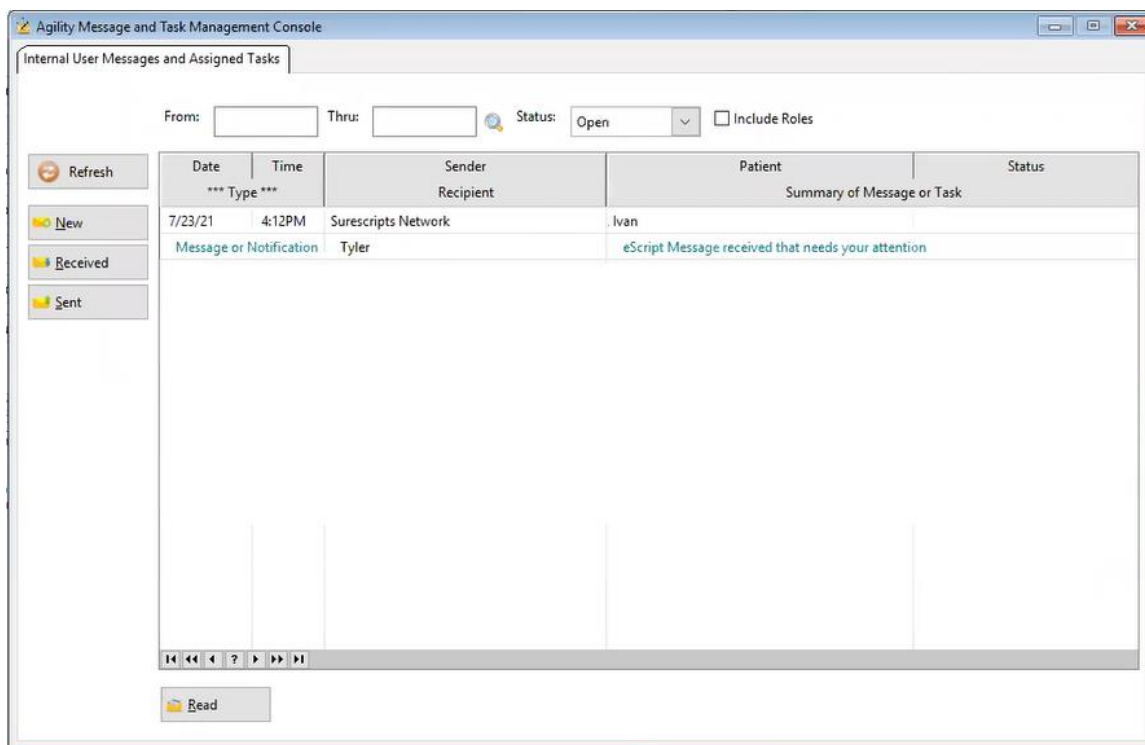 Agility Message and Task Management Console
Internal User Messages and Assigned Tasks
From: Thru: Status: Open Include Roles
Refresh
New
Received
Sent
Date Time Sender Patient Status
*** Type *** Recipient Summary of Message or Task
7/23/21 4:12PM Surescripts Network . Ivan
Message or Notification Tyler eScript Message received that needs your attention
?
Read